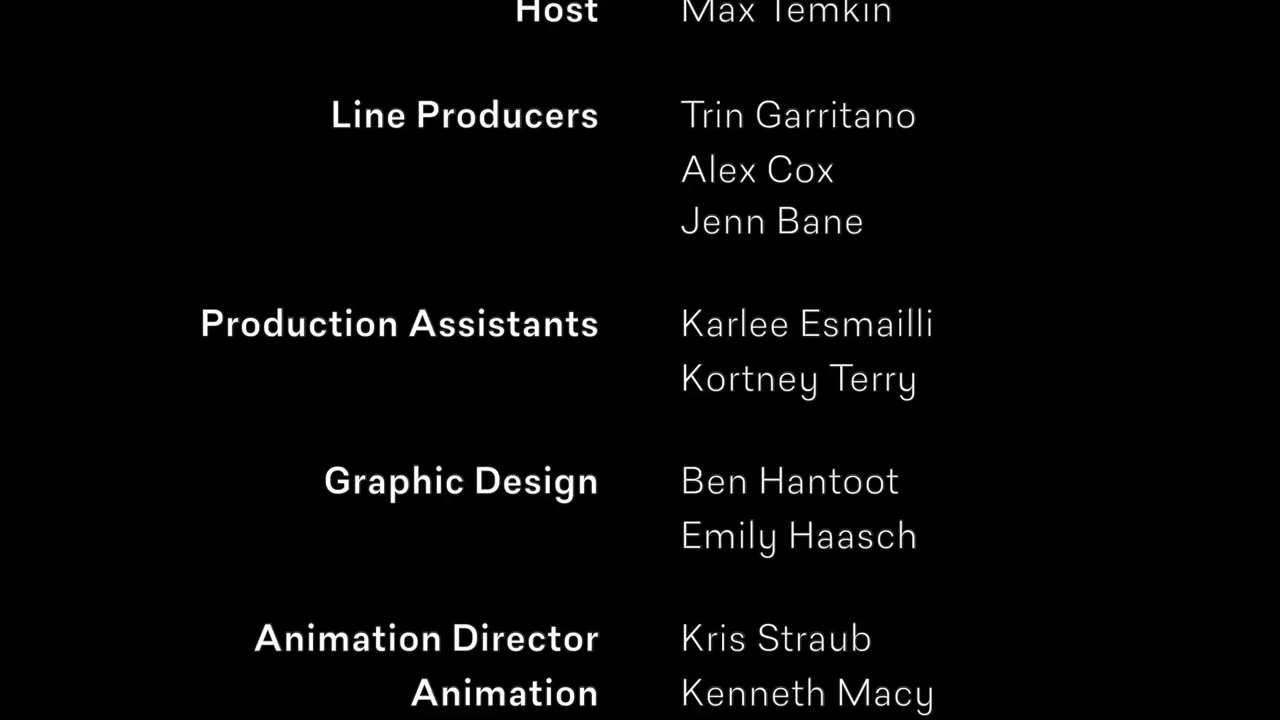 Host Max Temkin
Line Producers Trin Garritano
Alex Cox
Jenn Bane
Production Assistants Karlee Esmailli
Kortney Terry
Graphic Design Ben Hantoot
Emily Haasch
Animation Director Kris Straub
Animation Kenneth Macy